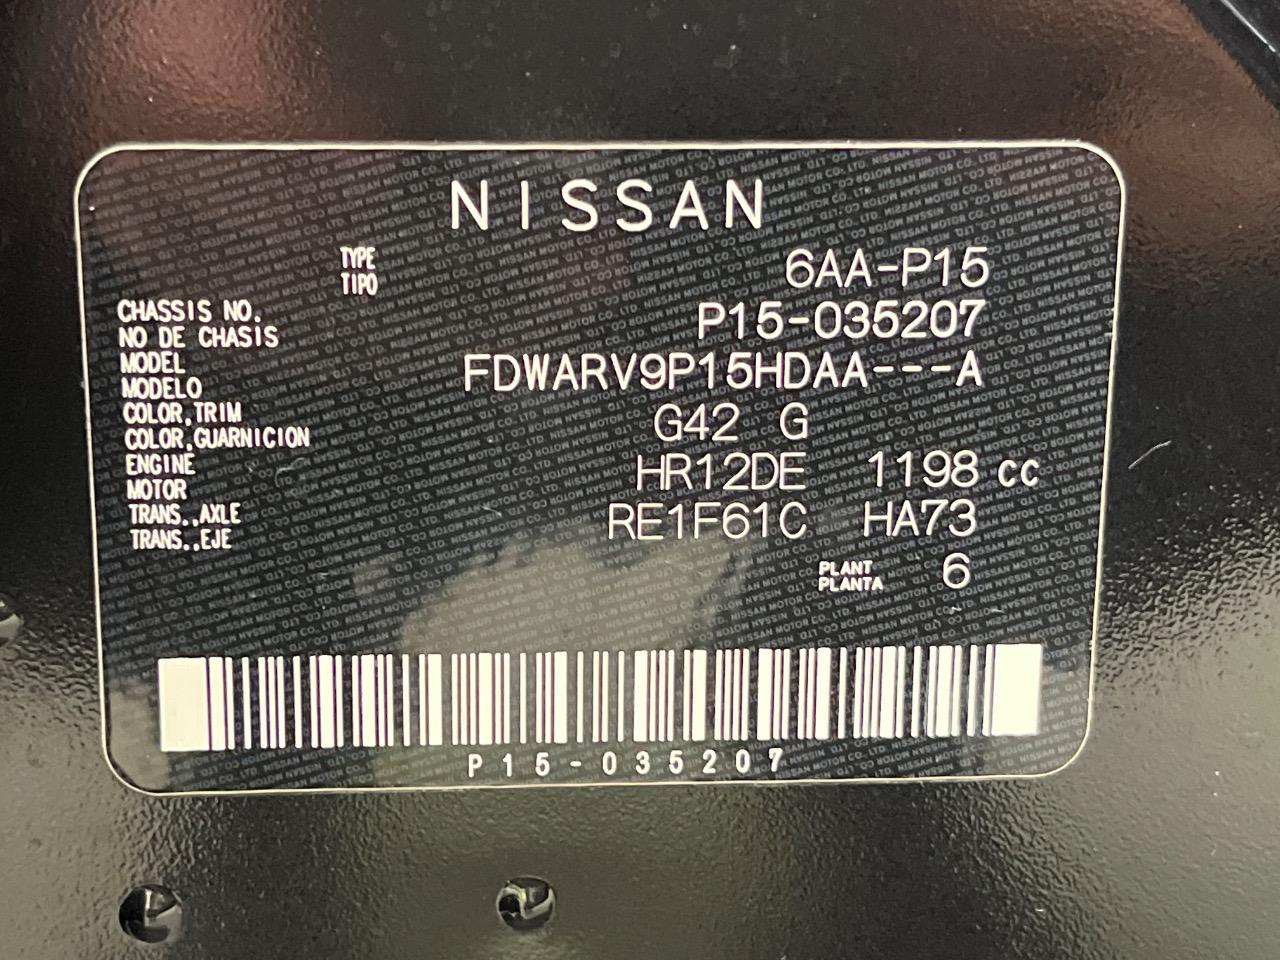 NISSAN
TYPE
TIPO 6AA-P15
CHASSIS NO.
NO DE CHASIS P15-035207
MODEL
MODELO FDWARV9P15HDAA---A
COLOR,TRIM
COLOR,GUARNICION G42 G
ENGINE
MOTOR HR12DE 1198 cc
TRANS.,AXLE
TRANS.,EJE RE1F61C HA73
PLANT
PLANTA 6
P15-035207